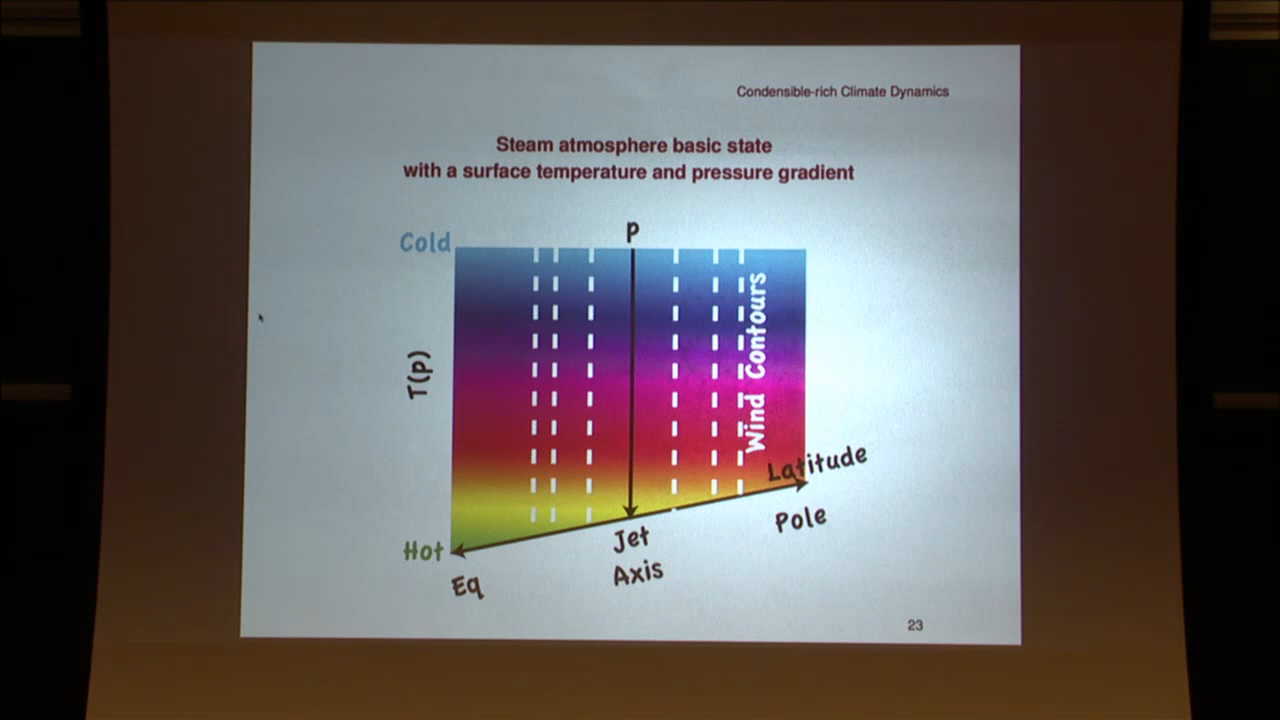 Condensible-rich Climate Dynamics
Steam atmosphere basic state
with a surface temperature and pressure gradient
Cold
P
T(p)
Wind Contours
Latitude
Pole
Jet
Axis
Hot
Eq
23